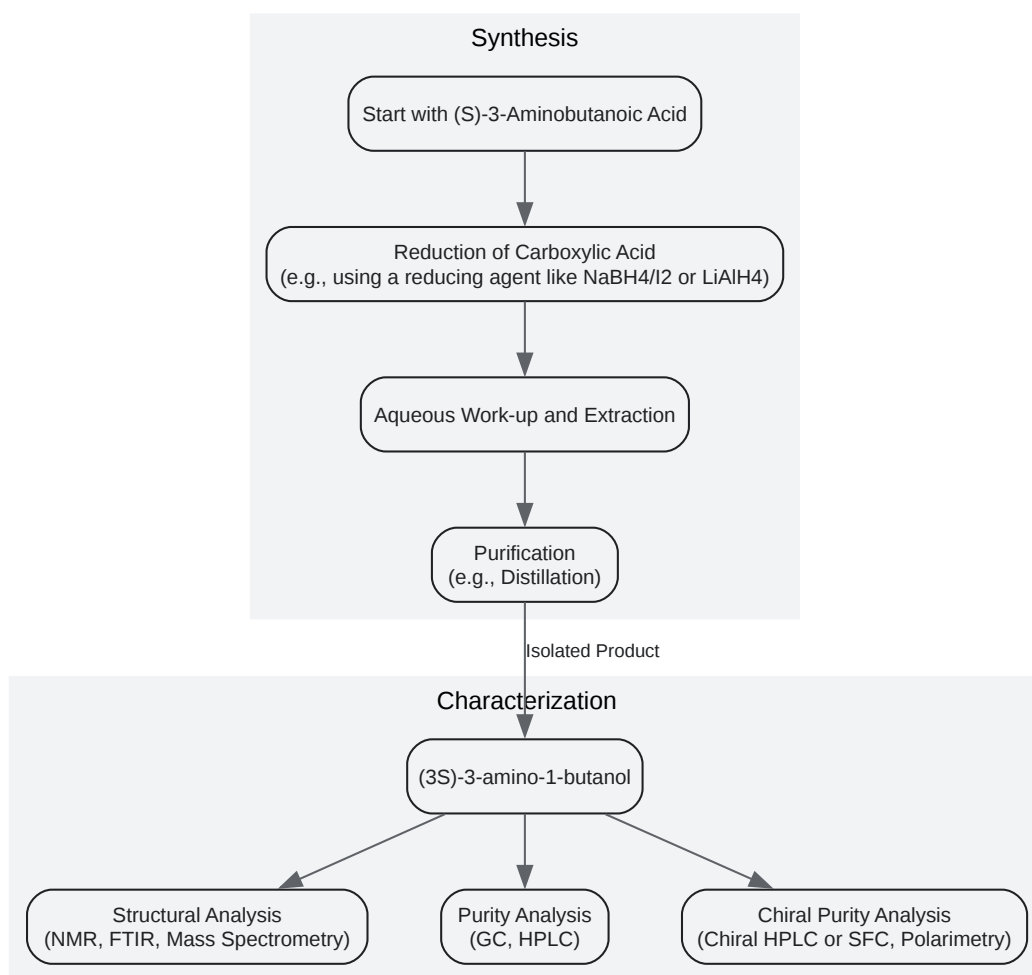 Synthesis
Start with (S)-3-Aminobutanoic Acid
Reduction of Carboxylic Acid
(e.g., using a reducing agent like NaBH4/I2 or LiAlH4)
Aqueous Work-up and Extraction
Purification
(e.g., Distillation)
Isolated Product
Characterization
(3S)-3-amino-1-butanol
Structural Analysis
(NMR, FTIR, Mass Spectrometry)
Purity Analysis
(GC, HPLC)
Chiral Purity Analysis
(Chiral HPLC or SFC, Polarimetry)